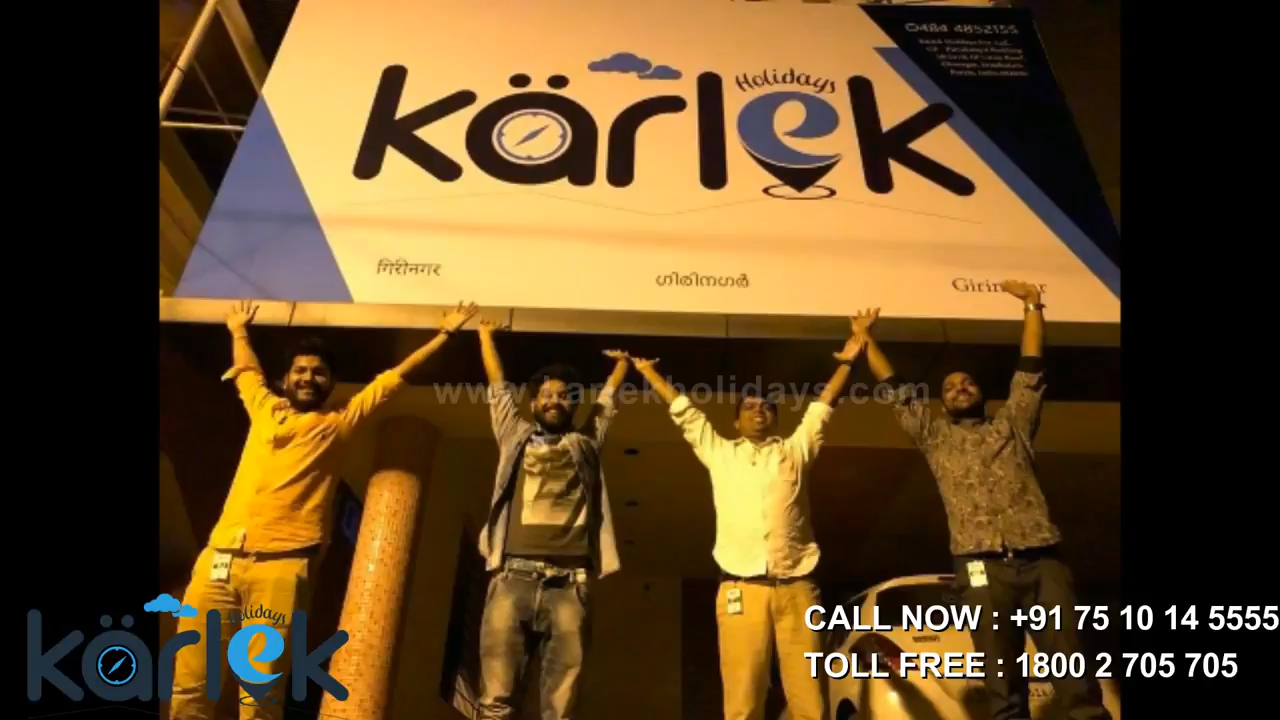 0484 4852155
Holidays
kärlek
गिरिनगर
ഗിരിനഗർ
Girin
www.karlekholidays.com
Holidays
kärlek
CALL NOW : +91 75 10 14 5555
TOLL FREE : 1800 2 705 705